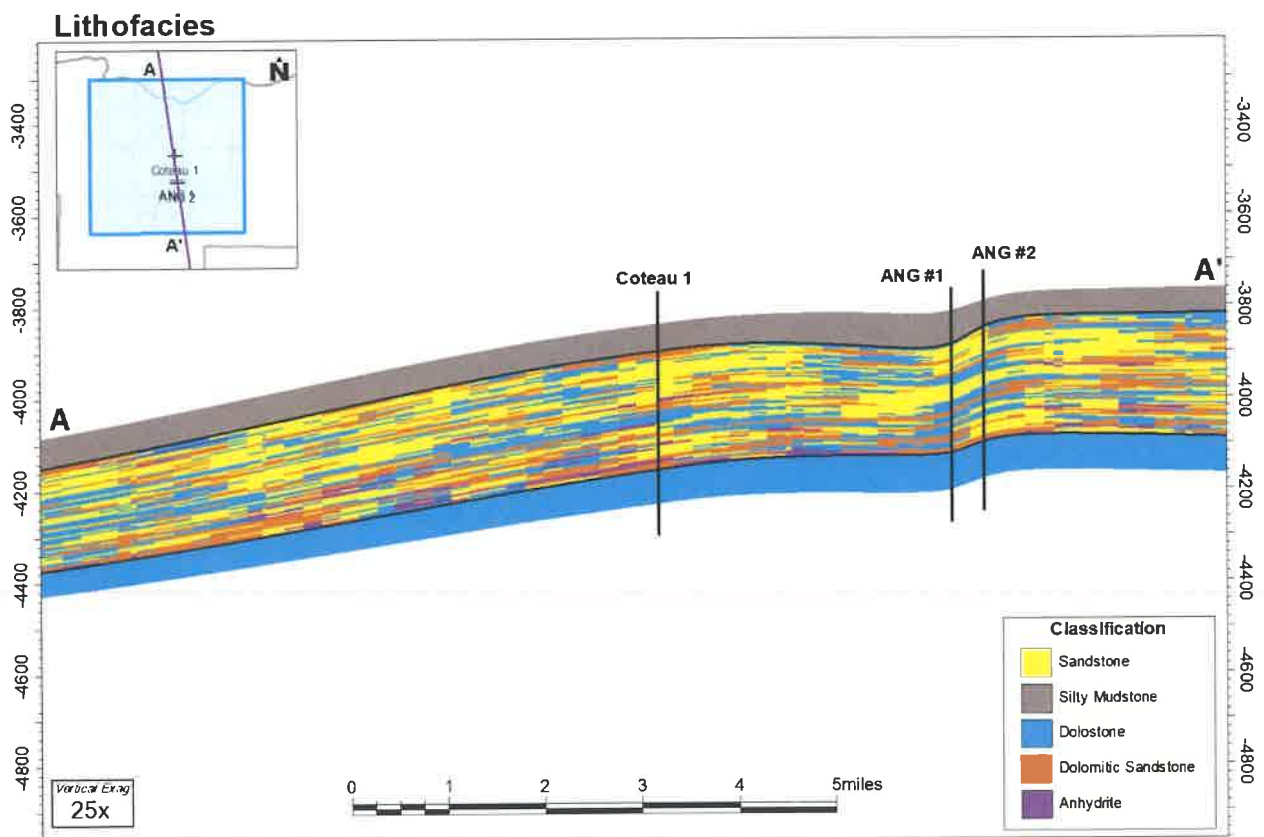 Lithofacies
A
N
Coteau 1
ANG 2
A'
-3400
-3600
-3800
-4000
-4200
-4400
-4600
-4800
-3400
-3600
-3800
-4000
-4200
-4400
-4600
-4800
A
Coteau 1
ANG #1
ANG #2
A'
Classification
Sandstone
Silty Mudstone
Dolostone
Dolomitic Sandstone
Anhydrite
Vertical Exag
25x
0 1 2 3 4 5miles